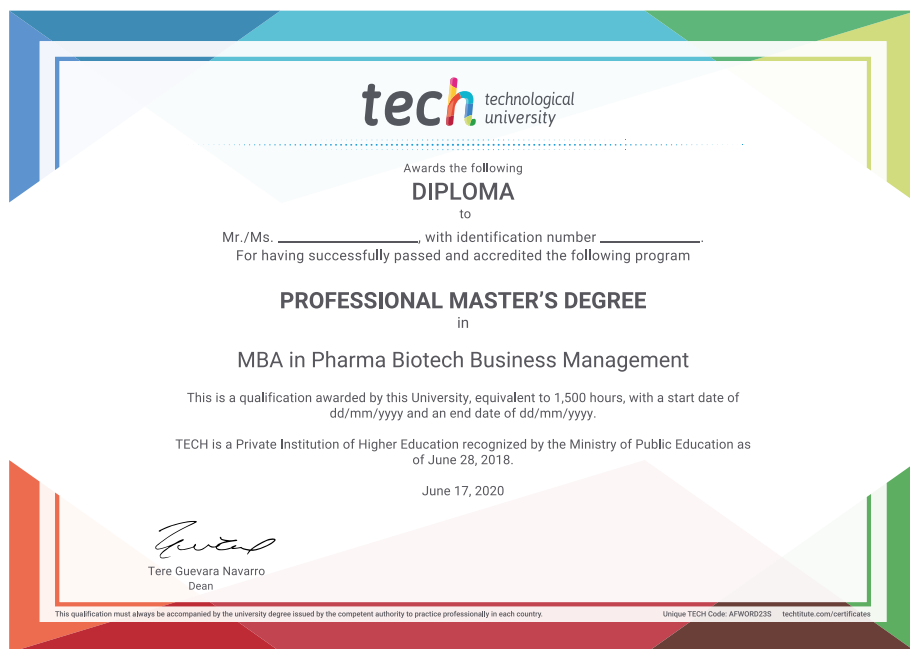 tech technological
university
Awards the following
DIPLOMA
to
Mr./Ms. ____________________, with identification number ______________.
For having successfully passed and accredited the following program
PROFESSIONAL MASTER'S DEGREE
in
MBA in Pharma Biotech Business Management
This is a qualification awarded by this University, equivalent to 1,500 hours, with a start date of
dd/mm/yyyy and an end date of dd/mm/yyyy.
TECH is a Private Institution of Higher Education recognized by the Ministry of Public Education as
of June 28, 2018.
June 17, 2020
Tere Guevara Navarro
Dean
This qualification must always be accompanied by the university degree issued by the competent authority to practice professionally in each country. Unique TECH Code: AFWORD23S techtitute.com/certificates